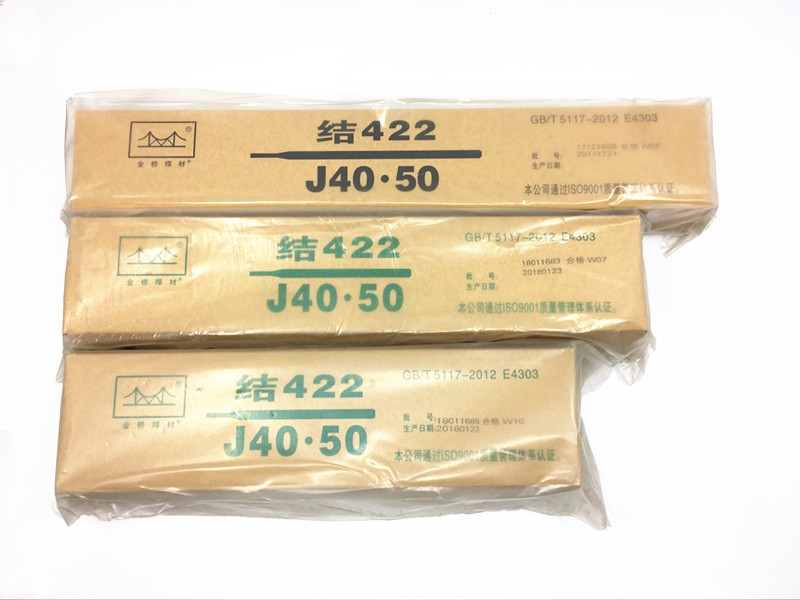 金桥焊材®
结422
J40·50
GB/T 5117-2012 E4303
批 号:
生产日期:
本公司通过ISO9001质量管理体系认证
金桥焊材®
结422
J40·50
GB/T 5117-2012 E4303
批 号: 18011683 合格 W07
生产日期: 20180123
本公司通过ISO9001质量管理体系认证
金桥焊材®
结422
J40·50
GB/T 5117-2012 E4303
批 号: 18011685 合格 W10
生产日期: 20180122
本公司通过ISO9001质量管理体系认证。